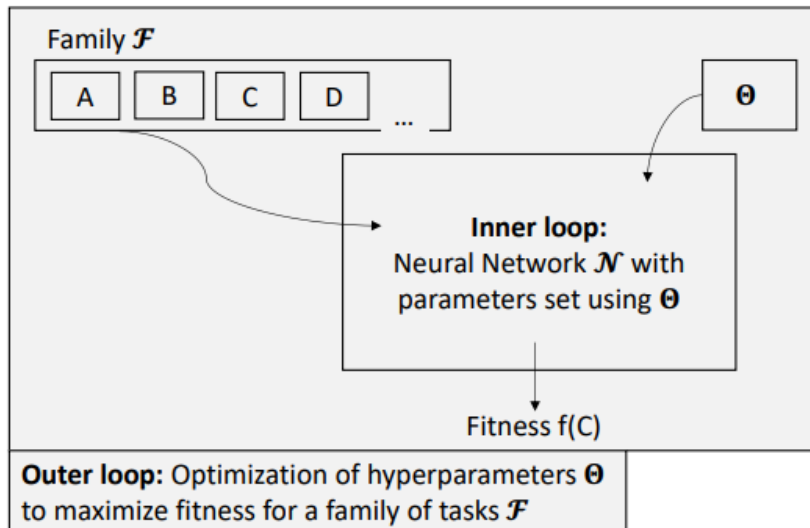 Family 𝓕
A B C D ...
Θ
Inner loop:
Neural Network 𝓝 with
parameters set using Θ
Fitness f(C)
Outer loop: Optimization of hyperparameters Θ
to maximize fitness for a family of tasks 𝓕